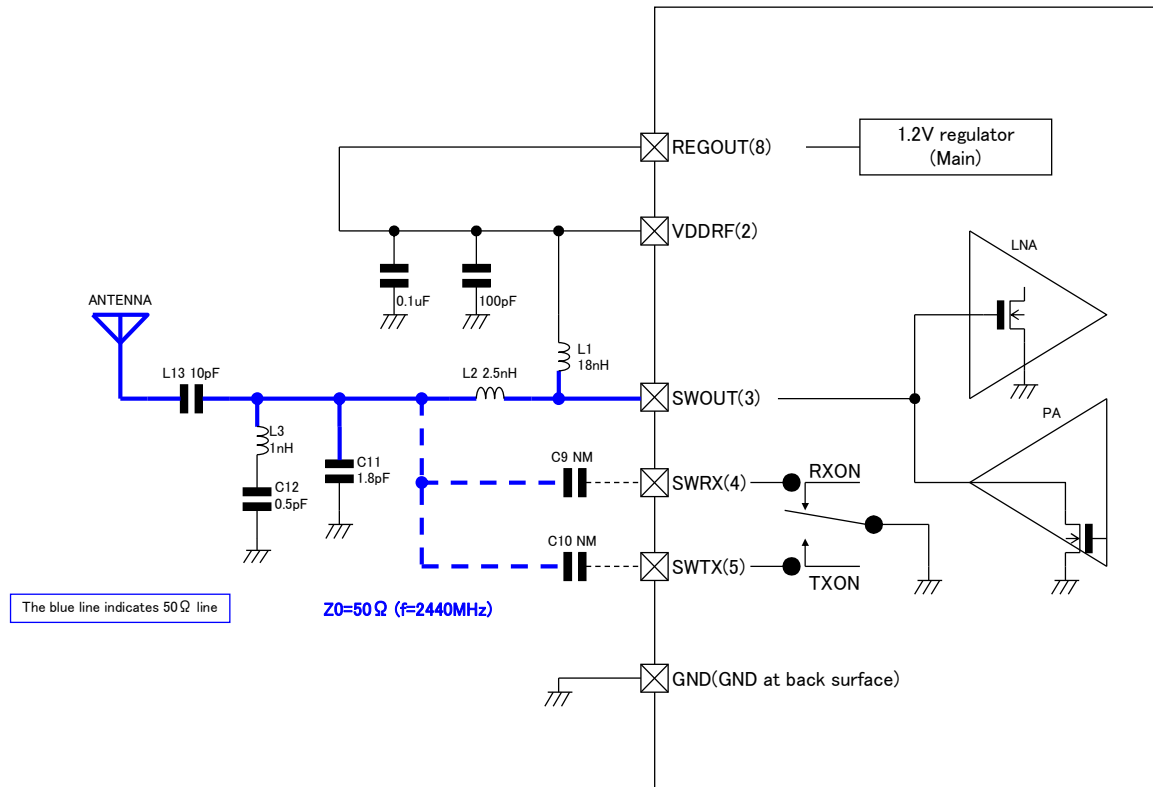 REGOUT(8)
1.2V regulator
(Main)
VDDRF(2)
LNA
0.1uF
100pF
ANTENNA
L1
18nH
L13 10pF
L2 2.5nH
SWOUT(3)
PA
L3
1nH
C11
1.8pF
C12
0.5pF
C9 NM
SWRX(4)
RXON
C10 NM
SWTX(5)
TXON
The blue line indicates 50Ω line
Z0=50Ω (f=2440MHz)
GND(GND at back surface)